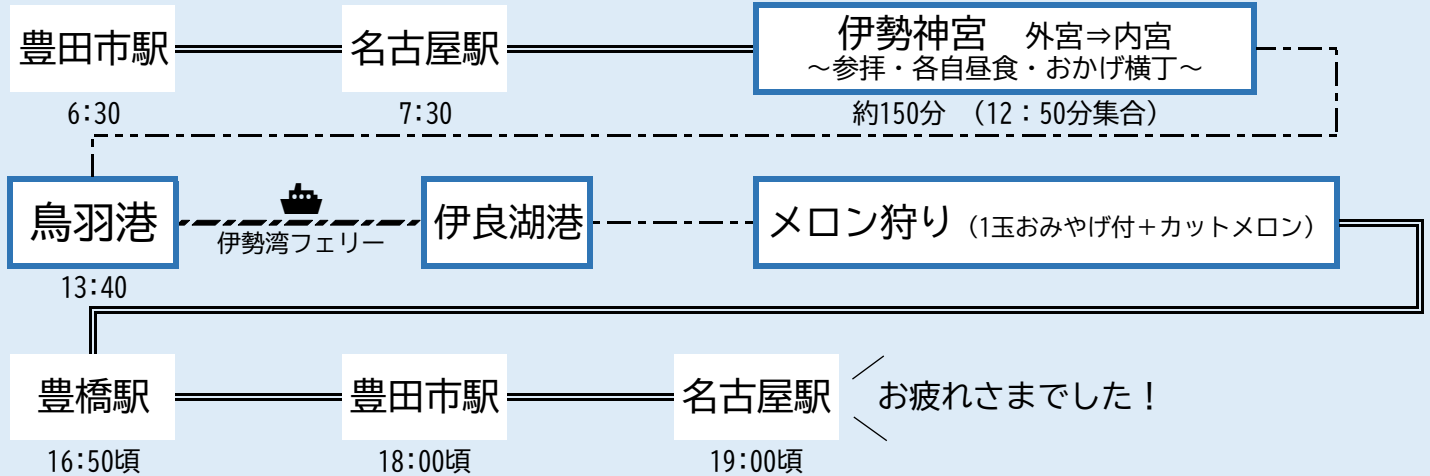 豊田市駅
名古屋駅
伊勢神宮 外宮⇒内宮
～参拝・各自昼食・おかげ横丁～
6:30
7:30
約150分 (12：50分集合)
鳥羽港
伊勢湾フェリー
伊良湖港
メロン狩り (1玉おみやげ付＋カットメロン)
13:40
豊橋駅
豊田市駅
名古屋駅
お疲れさまでした！
16:50頃
18:00頃
19:00頃